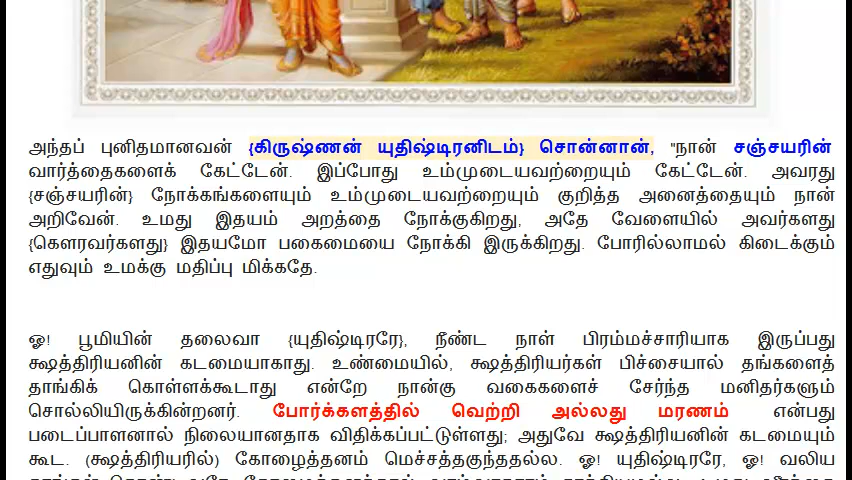 அந்தப் புனிதமானவன் {கிருஷ்ணன் யுதிஷ்டிரனிடம்} சொன்னான், "நான் சஞ்சயரின்
வார்த்தைகளைக் கேட்டேன். இப்போது உம்முடையவற்றையும் கேட்டேன். அவரது
{சஞ்சயரின்} நோக்கங்களையும் உம்முடையவற்றையும் குறித்த அனைத்தையும் நான்
அறிவேன். உமது இதயம் அறத்தை நோக்குகிறது, அதே வேளையில் அவர்களது
{கௌரவர்களது} இதயமோ பகைமையை நோக்கி இருக்கிறது. போரில்லாமல் கிடைக்கும்
எதுவும் உமக்கு மதிப்பு மிக்கதே.
ஓ! பூமியின் தலைவா {யுதிஷ்டிரரே}, நீண்ட நாள் பிரம்மச்சாரியாக இருப்பது
க்ஷத்திரியனின் கடமையாகாது. உண்மையில், க்ஷத்திரியர்கள் பிச்சையால் தங்களைத்
தாங்கிக் கொள்ளக்கூடாது என்றே நான்கு வகைகளைச் சேர்ந்த மனிதர்களும்
சொல்லியிருக்கின்றனர். போர்க்களத்தில் வெற்றி அல்லது மரணம் என்பது
படைப்பாளனால் நிலையானதாக விதிக்கப்பட்டுள்ளது; அதுவே க்ஷத்திரியனின் கடமையும்
கூட. (க்ஷத்திரியரில்) கோழைத்தனம் மெச்சத்தகுந்ததல்ல. ஓ! யுதிஷ்டிரரே, ஓ! வலிய